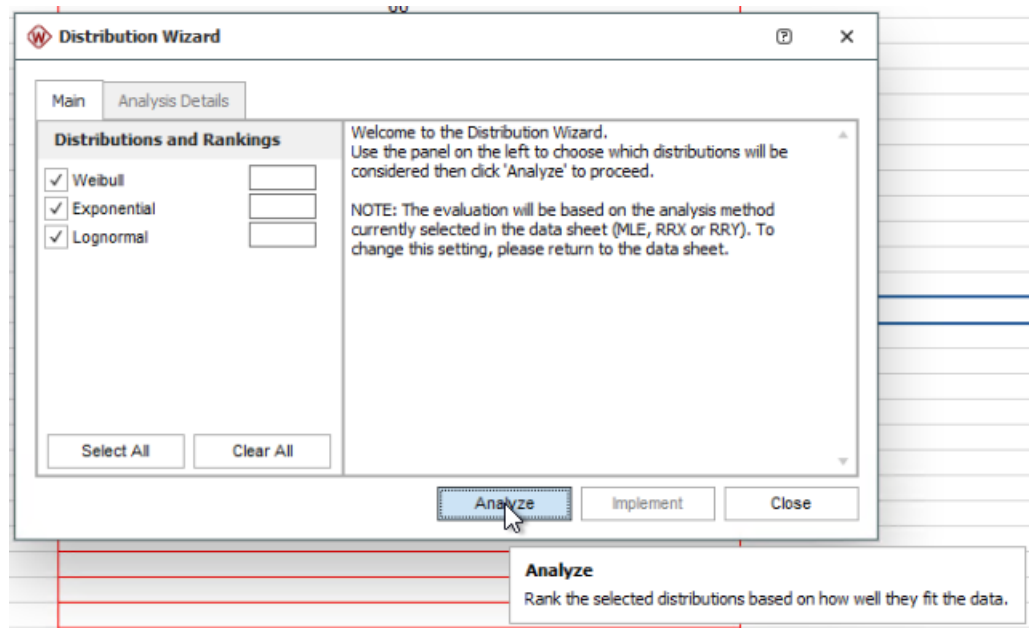 Distribution Wizard
Main Analysis Details
Distributions and Rankings
Weibull
Exponential
Lognormal
Select All Clear All
Welcome to the Distribution Wizard.
Use the panel on the left to choose which distributions will be
considered then click 'Analyze' to proceed.
NOTE: The evaluation will be based on the analysis method
currently selected in the data sheet (MLE, RRX or RRY). To
change this setting, please return to the data sheet.
Analyze Implement Close
Analyze
Rank the selected distributions based on how well they fit the data.